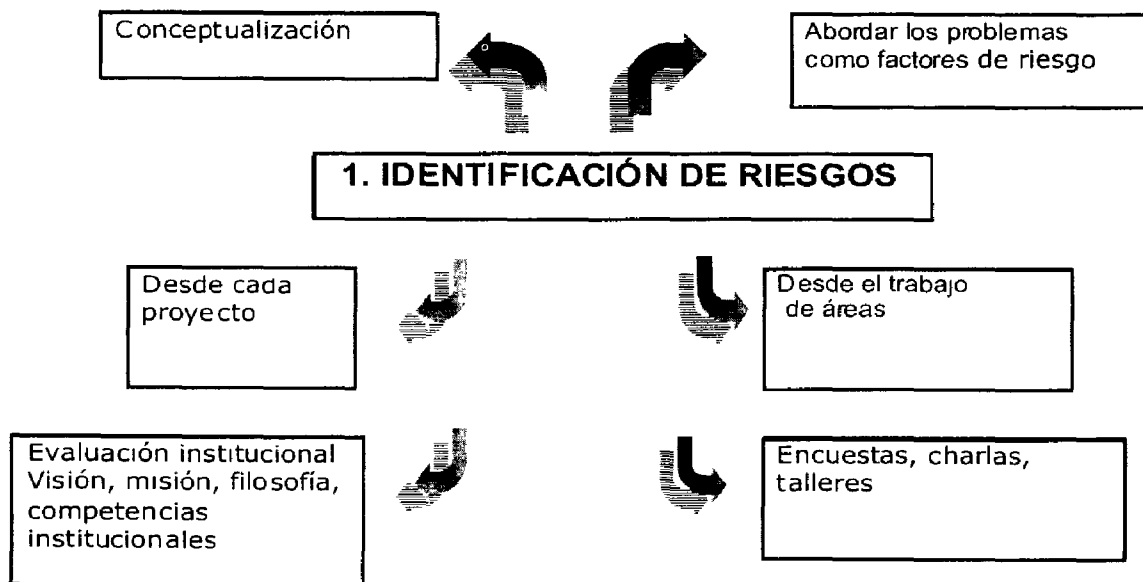 Conceptualización
Abordar los problemas
como factores de riesgo
1. IDENTIFICACIÓN DE RIESGOS
Desde cada
proyecto
Desde el trabajo
de áreas
Evaluación institucional
Visión, misión, filosofía,
competencias
institucionales
Encuestas, charlas,
talleres